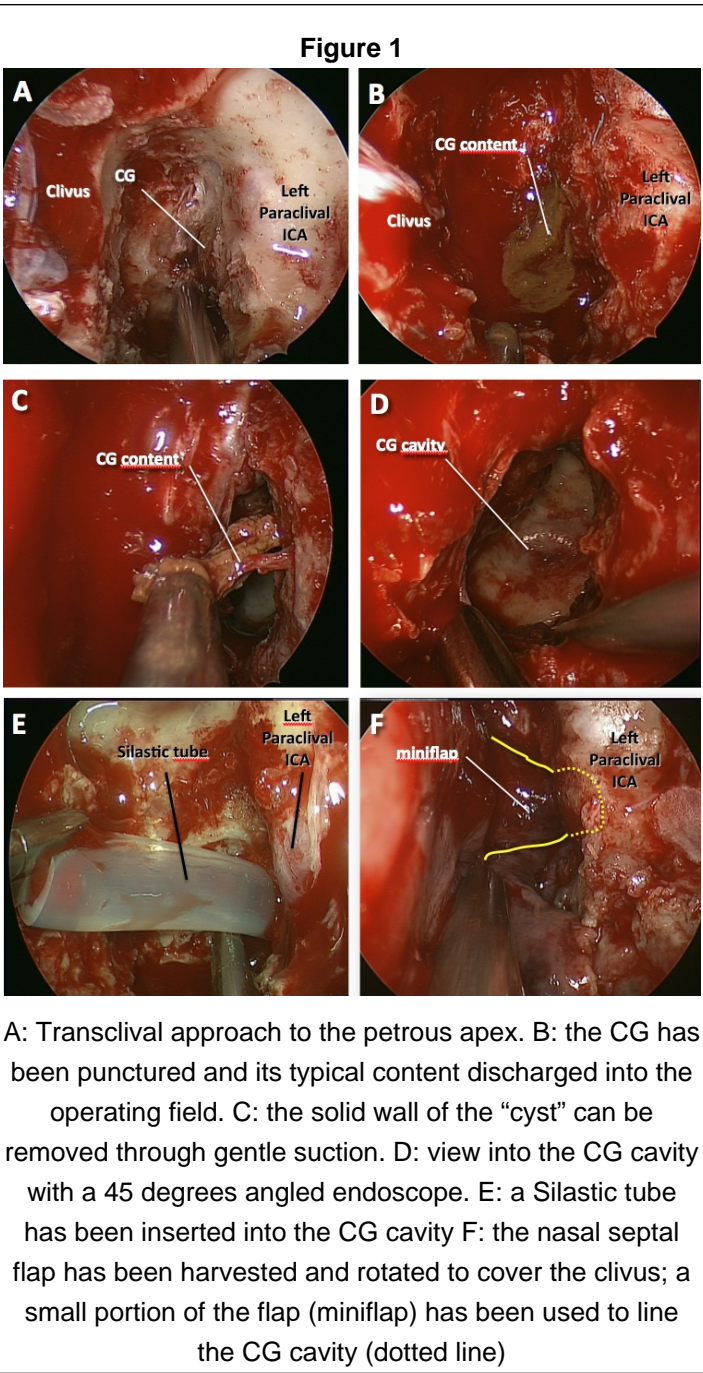 Figure 1
A
CG
Clivus
Left
Paraclival
ICA
B
CG content
Left
Paraclival
ICA
Clivus
C
CG content
D
CG cavity
E
Silastic tube
Left
Paraclival
ICA
F
miniflap
Left
Paraclival
ICA
A: Transclival approach to the petrous apex. B: the CG has
been punctured and its typical content discharged into the
operating field. C: the solid wall of the “cyst” can be
removed through gentle suction. D: view into the CG cavity
with a 45 degrees angled endoscope. E: a Silastic tube
has been inserted into the CG cavity F: the nasal septal
flap has been harvested and rotated to cover the clivus; a
small portion of the flap (miniflap) has been used to line
the CG cavity (dotted line)